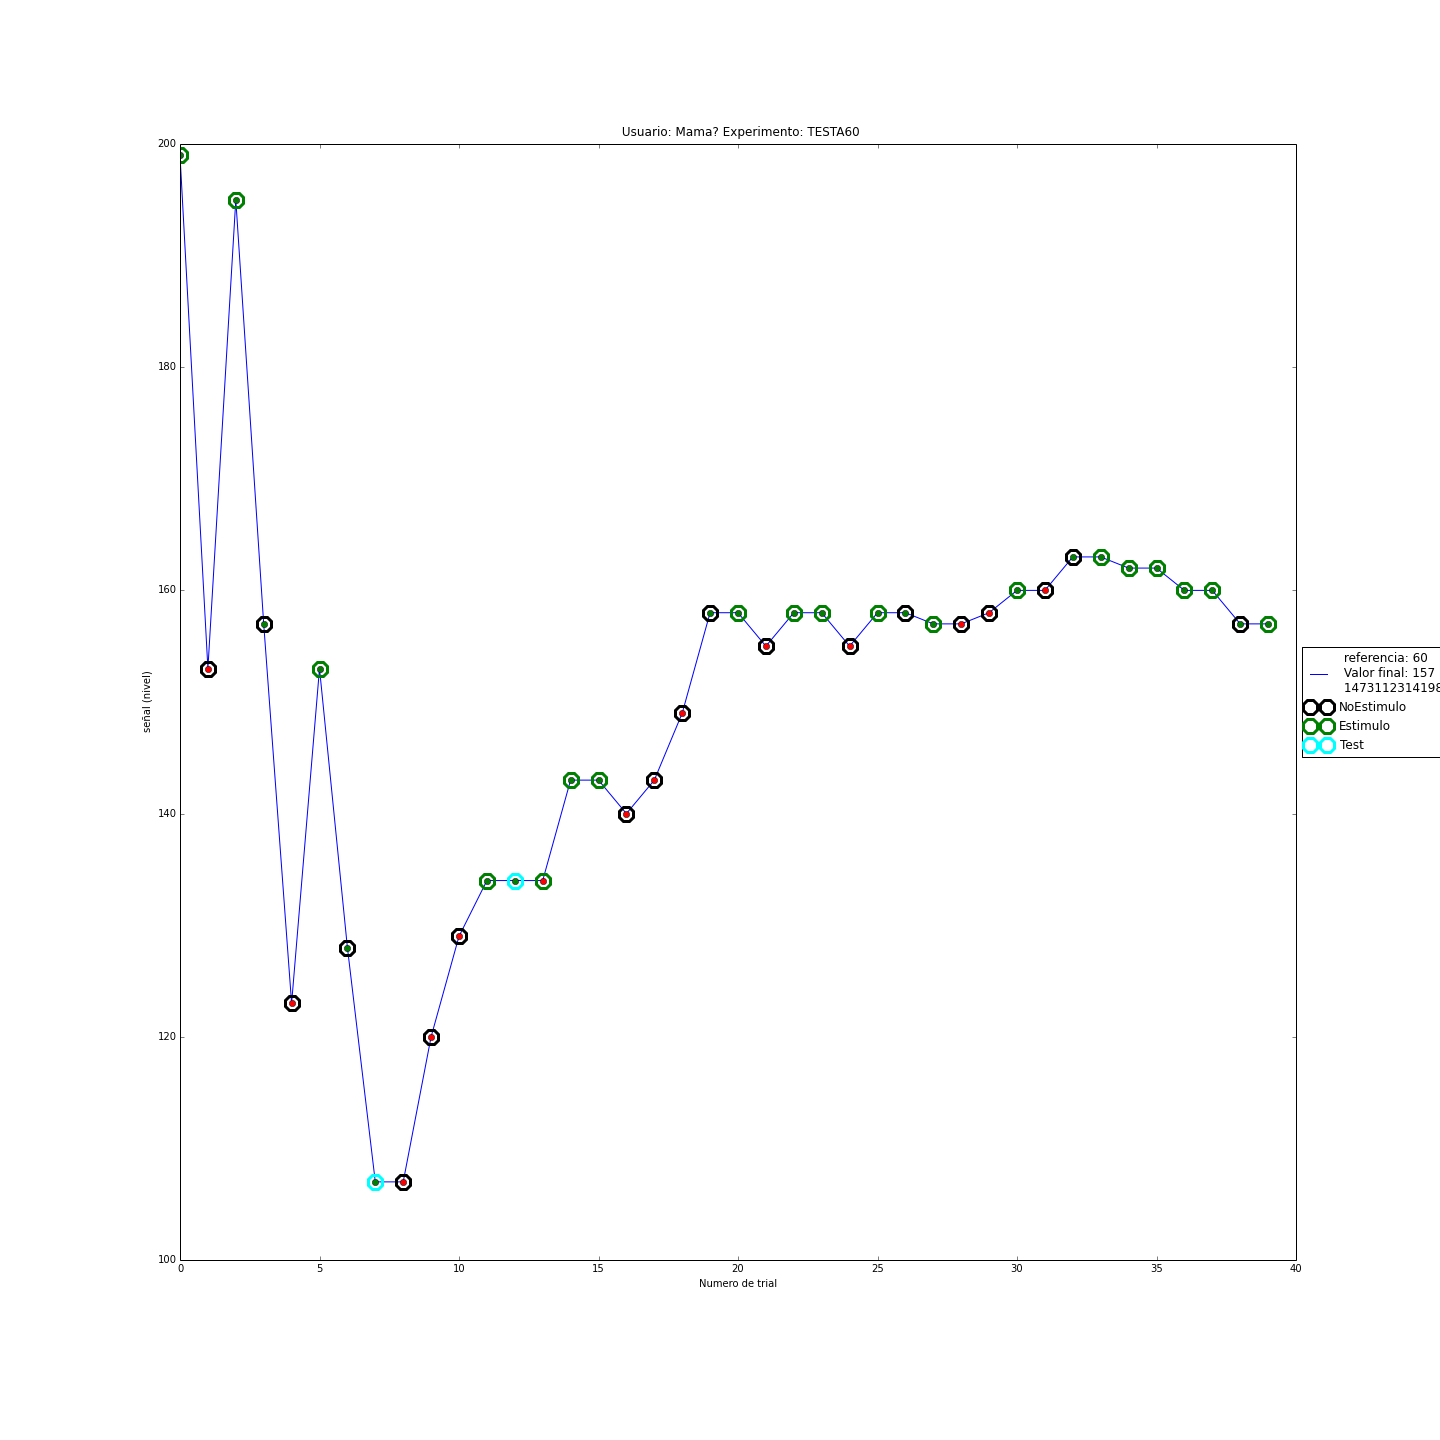 Usuario: Mama? Experimento: TESTA60
200
180
160
140
120
100
señal (nivel)
0 5 10 15 20 25 30 35 40
Numero de trial
referencia: 60
Valor final: 157
1473112314198
NoEstimulo
Estimulo
Test